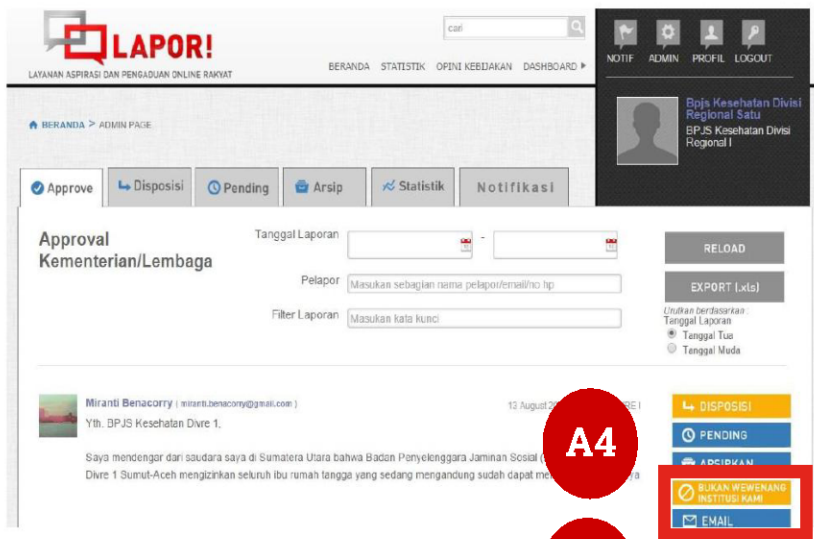 LAPOR!
LAYANAN ASPIRASI DAN PENGADUAN ONLINE RAKYAT
cari
BERANDA STATISTIK OPINI KEBIJAKAN DASHBOARD
NOTIF ADMIN PROFIL LOGOUT
Bpjs Kesehatan Divisi
Regional Satu
BPJS Kesehatan Divisi
Regional I
BERANDA > ADMIN PAGE
Approve Disposisi Pending Arsip Statistik Notifikasi
Approval
Kementerian/Lembaga
Tanggal Laporan -
Pelapor Masukan sebagian nama pelapor/email/no hp
Filter Laporan Masukan kata kunci
RELOAD
EXPORT (.xls)
Urutkan berdasarkan :
Tanggal Laporan
Tanggal Tua
Tanggal Muda
Miranti Benacorry ( miranti.benacorry@gmail.com ) 13 August
Yth. BPJS Kesehatan Divre 1,
Saya mendengar dari saudara saya di Sumatera Utara bahwa Badan Penyelenggara Jaminan Sosial
Divre 1 Sumut-Aceh mengizinkan seluruh ibu rumah tangga yang sedang mengandung sudah dapat
A4
DISPOSISI
PENDING
ARSIPKAN
BUKAN WEWENANG
INSTITUSI KAMI
EMAIL